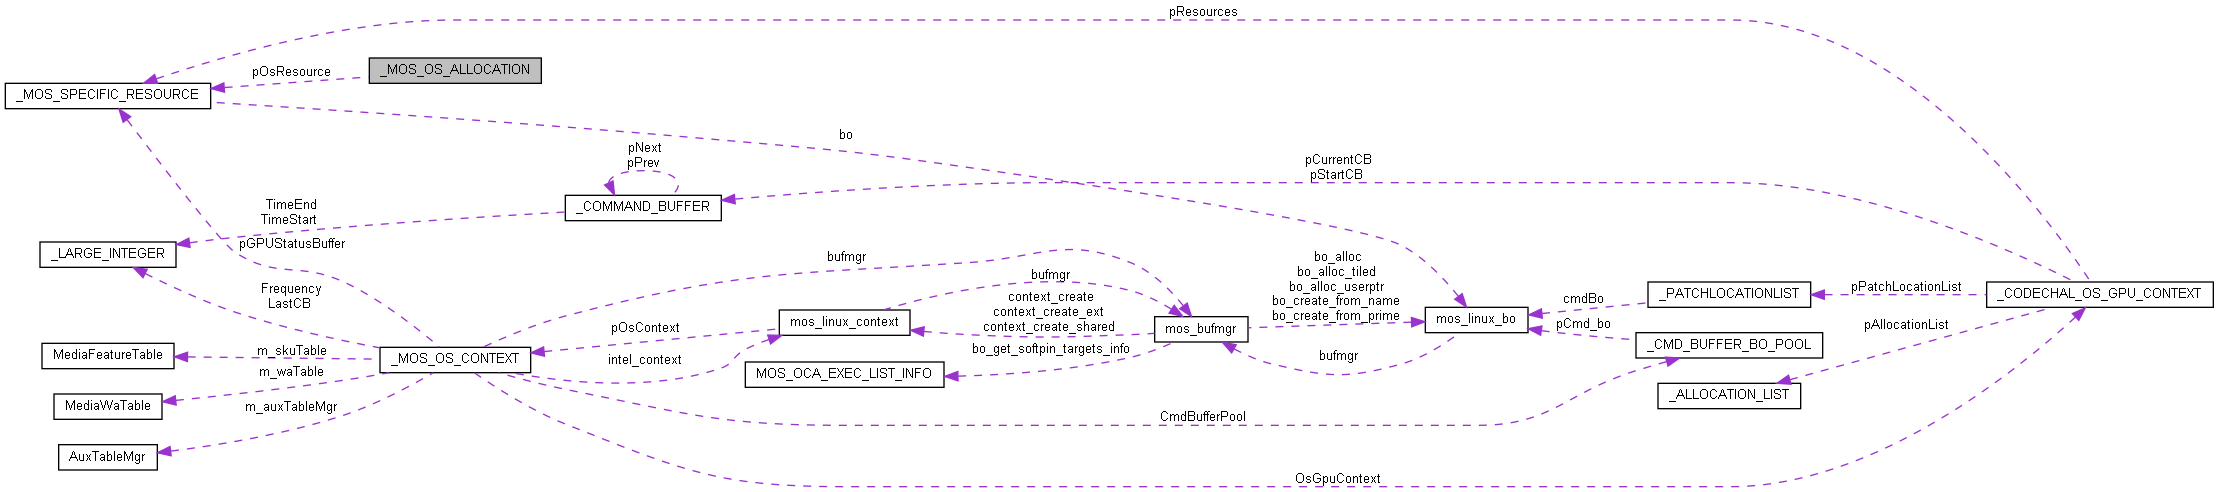 pResources
_MOS_OS_ALLOCATION
pOsResource
_MOS_SPECIFIC_RESOURCE
bo
pNext
pPrev
pCurrentCB
pStartCB
_COMMAND_BUFFER
TimeEnd
TimeStart
pGPUStatusBuffer
_LARGE_INTEGER
bufmgr
bufmgr
bo_alloc
bo_alloc_tiled
bo_alloc_userptr
bo_create_from_name
bo_create_from_prime
Frequency
LastCB
context_create
context_create_ext
context_create_shared
cmdBo
_PATCHLOCATIONLIST
pPatchLocationList
_CODECHAL_OS_GPU_CONTEXT
pOsContext
mos_linux_context
mos_bufmgr
mos_linux_bo
pCmd_bo
pAllocationList
MediaFeatureTable
m_skuTable
_MOS_OS_CONTEXT
intel_context
bo_get_softpin_targets_info
bufmgr
_CMD_BUFFER_BO_POOL
m_waTable
MOS_OCA_EXEC_LIST_INFO
_ALLOCATION_LIST
MediaWaTable
m_auxTableMgr
CmdBufferPool
AuxTableMgr
OsGpuContext